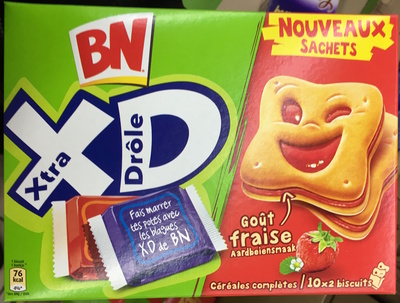 BN
NOUVEAUX
SACHETS
Xtra
Drôle
XD
Fais marrer
tes potes avec
les blagues
XD de BN
Goût
fraise
Aardbeiensmaak
Céréales complètes / 10x2 biscuits
76
kcal